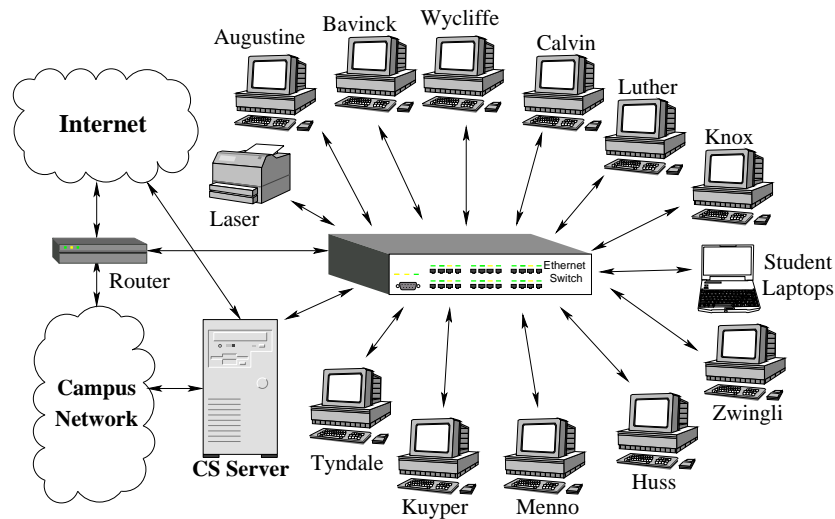 Wycliffe
Bavinck
Augustine
Calvin
Luther
Internet
Knox
Laser
Ethernet
Switch
Student
Laptops
Router
Campus
Network
Zwingli
CS Server
Tyndale
Huss
Kuyper
Menno